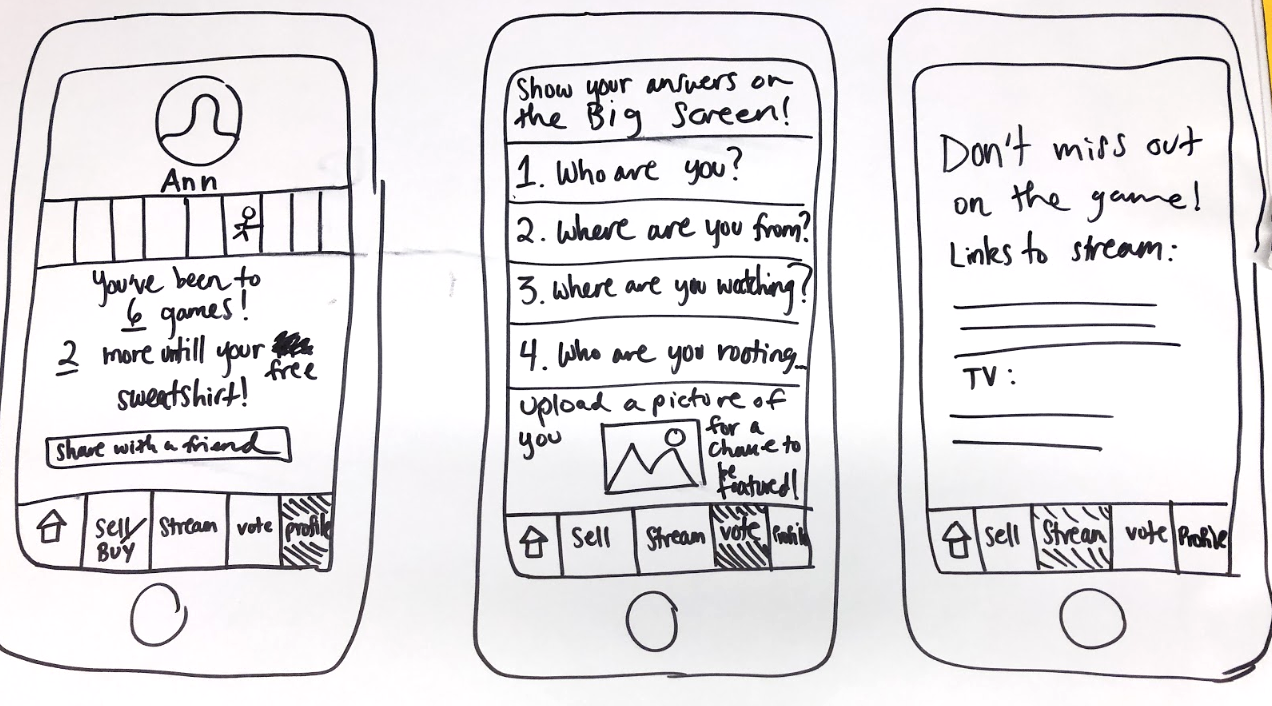 Ann
You've been to
6 games!
2 more untill your
free
sweatshirt!
share with a friend
Sell/
BUY
Stream
vote
profile
Show your answers on
the Big Screen!
1. Who are you?
2. Where are you from?
3. Where are you watching?
4. Who are you rooting...
Upload a picture of
you
for a
chance to
be
featured!
Sell
Stream
vote
Profile
Don't miss out
on the game!
Links to stream:
TV:
Sell
Stream
vote
Profile